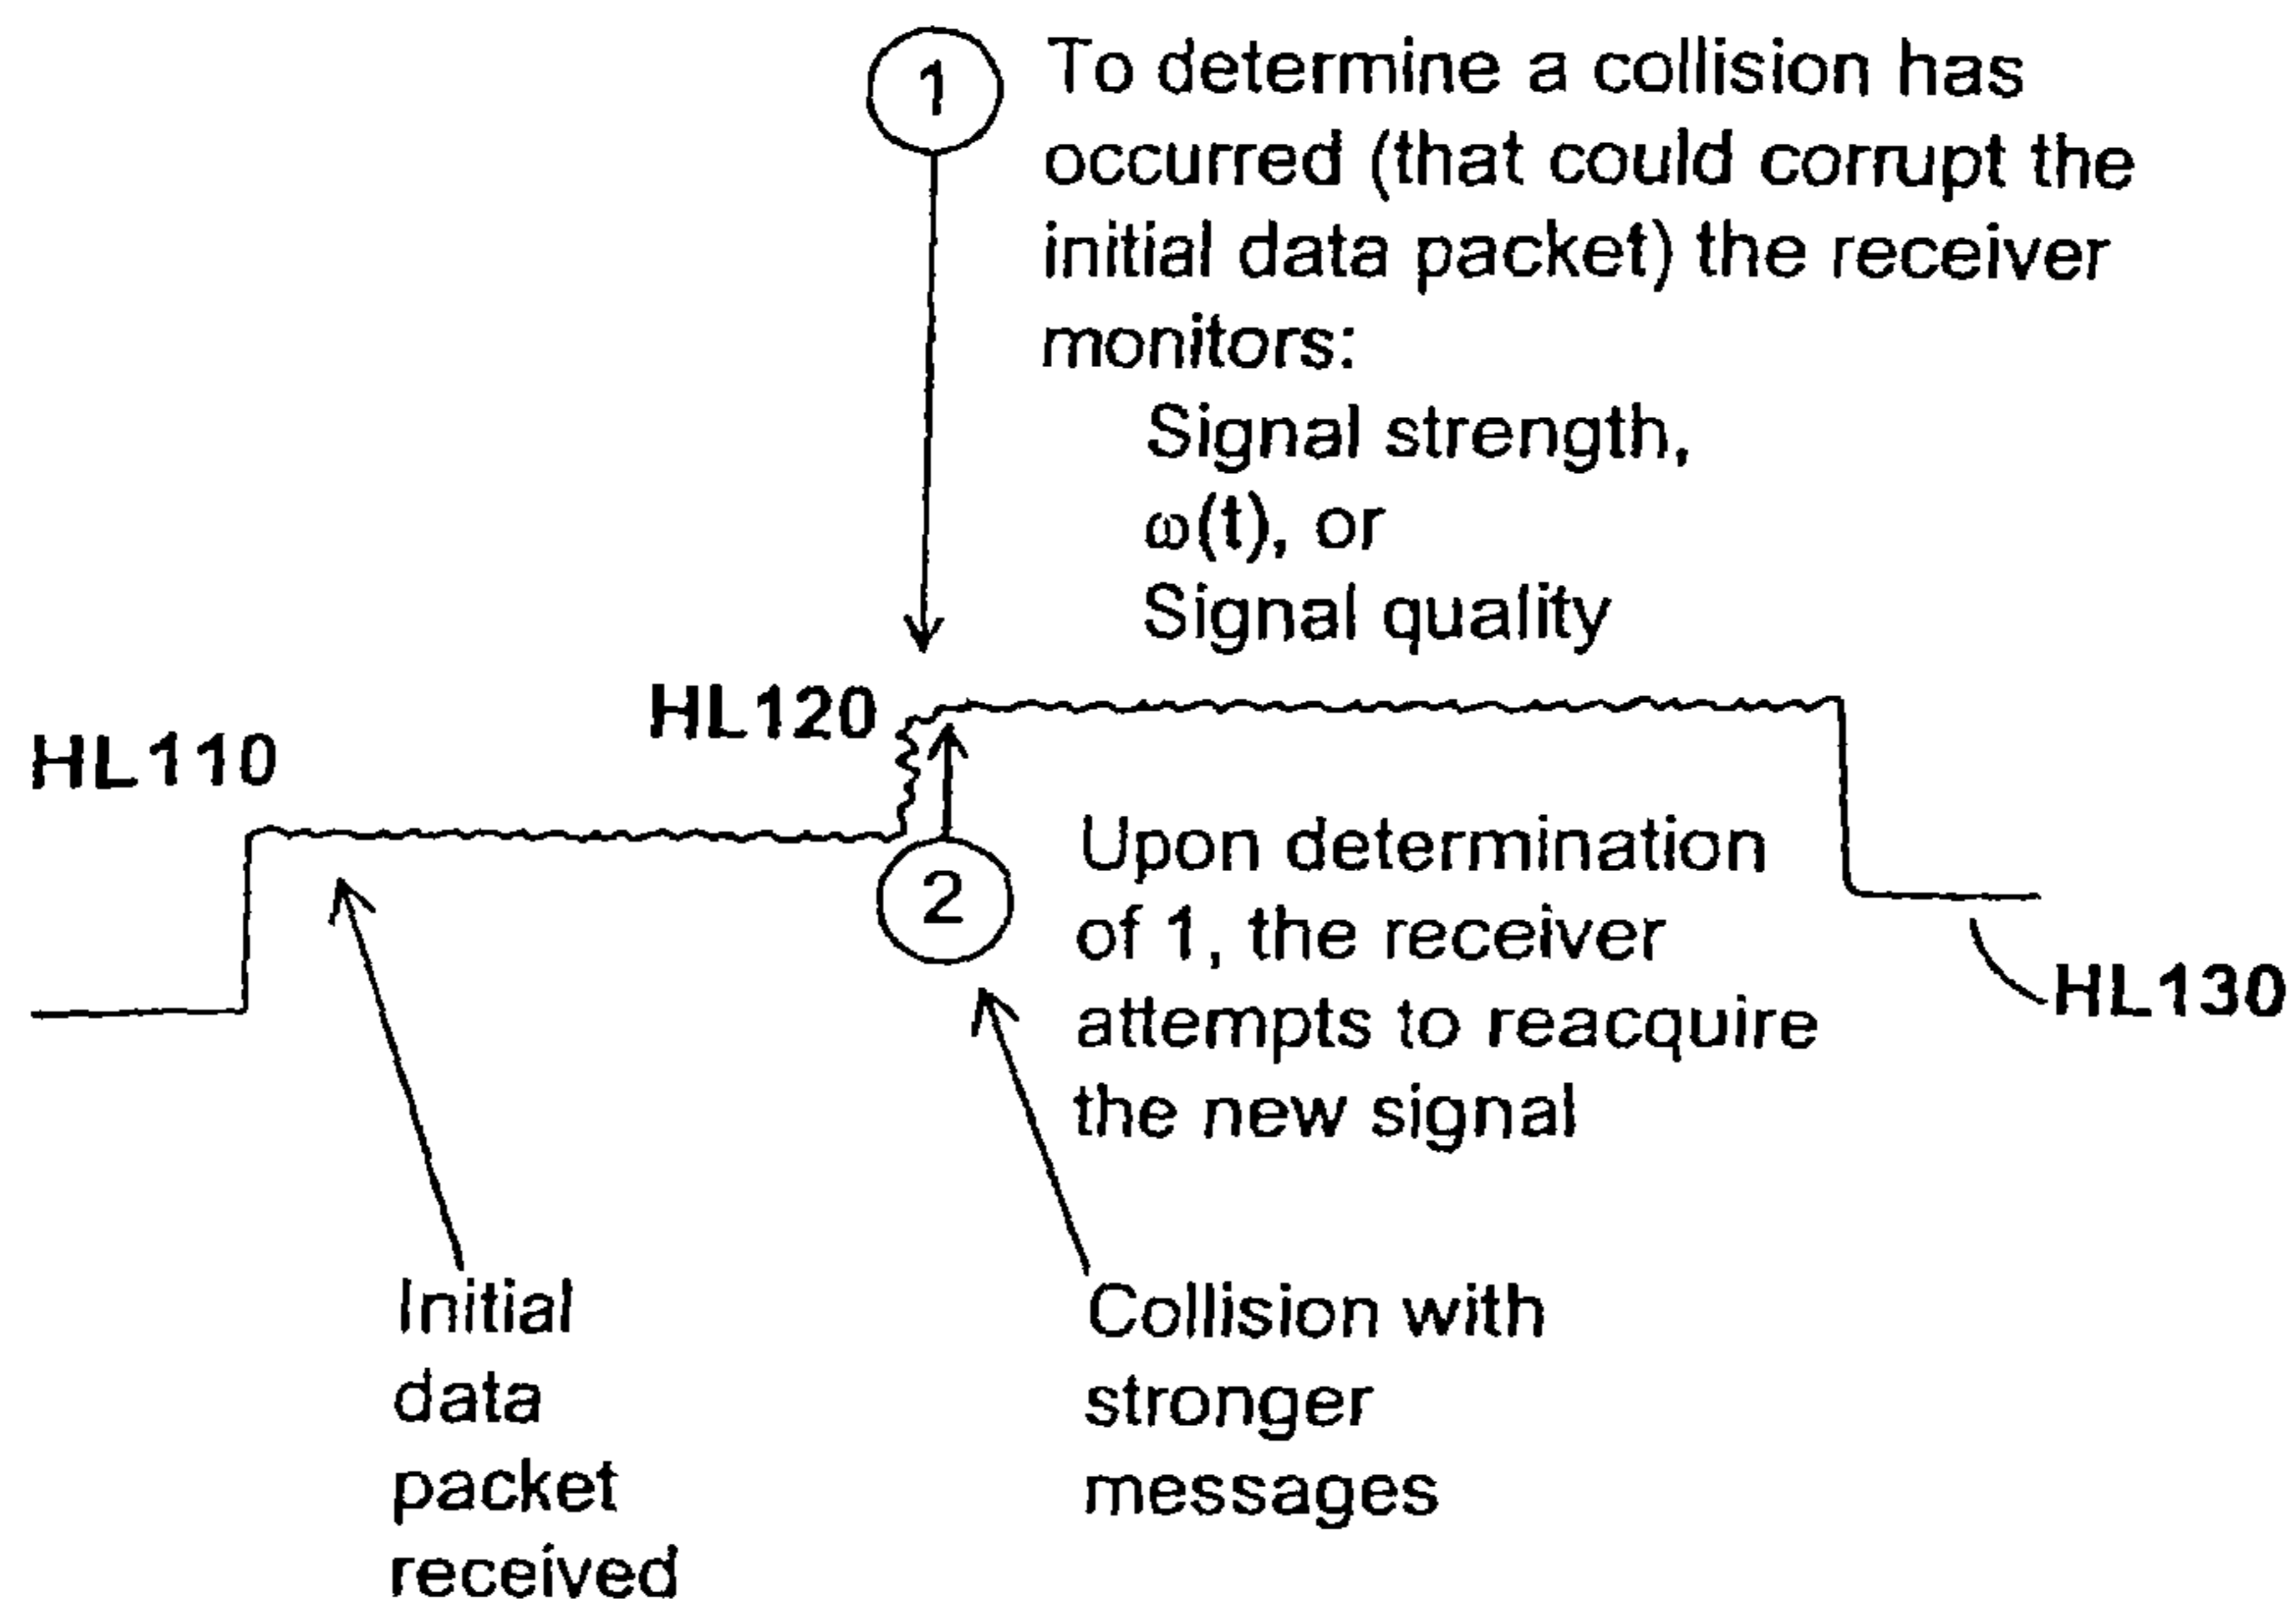 1
To determine a collision has
occurred (that could corrupt the
initial data packet) the receiver
monitors:
Signal strength,
ω(t), or
Signal quality
HL120
HL110
2
Upon determination
of 1, the receiver
attempts to reacquire
the new signal
HL130
Initial
data
packet
received
Collision with
stronger
messages